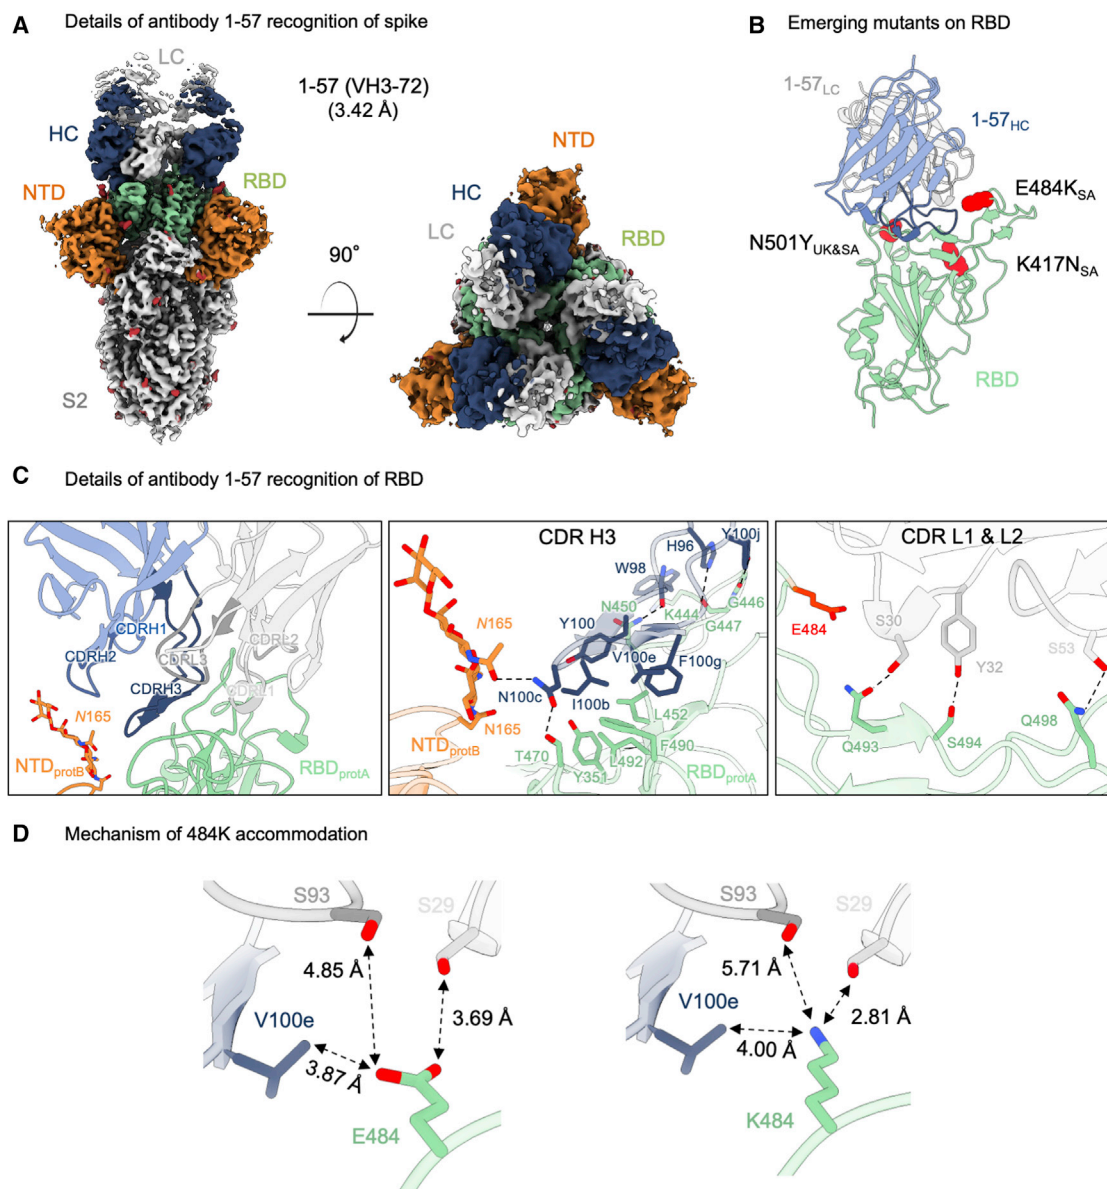 A Details of antibody 1-57 recognition of spike
LC
1-57 (VH3-72)
(3.42 Å)
HC
NTD
RBD
S2
90°
NTD
HC
LC
RBD
B Emerging mutants on RBD
1-57LC
1-57HC
E484KSA
N501YUK&SA
K417NSA
RBD
C Details of antibody 1-57 recognition of RBD
CDRH1
CDRH2
CDRL3
CDRL2
CDRH3
CDRL1
N165
NTDprotB
RBDprotA
CDR H3
H96
Y100j
W98
N450
K444
G446
G447
Y100
V100e
F100g
N165
N100c
I100b
L452
N165
NTDprotB
T470
Y351
L492
F490
RBDprotA
CDR L1 & L2
E484
S30
Y32
S53
Q493
S494
Q498
D Mechanism of 484K accommodation
S93
S29
4.85 Å
3.69 Å
V100e
3.87 Å
E484
S93
S29
5.71 Å
2.81 Å
V100e
4.00 Å
K484